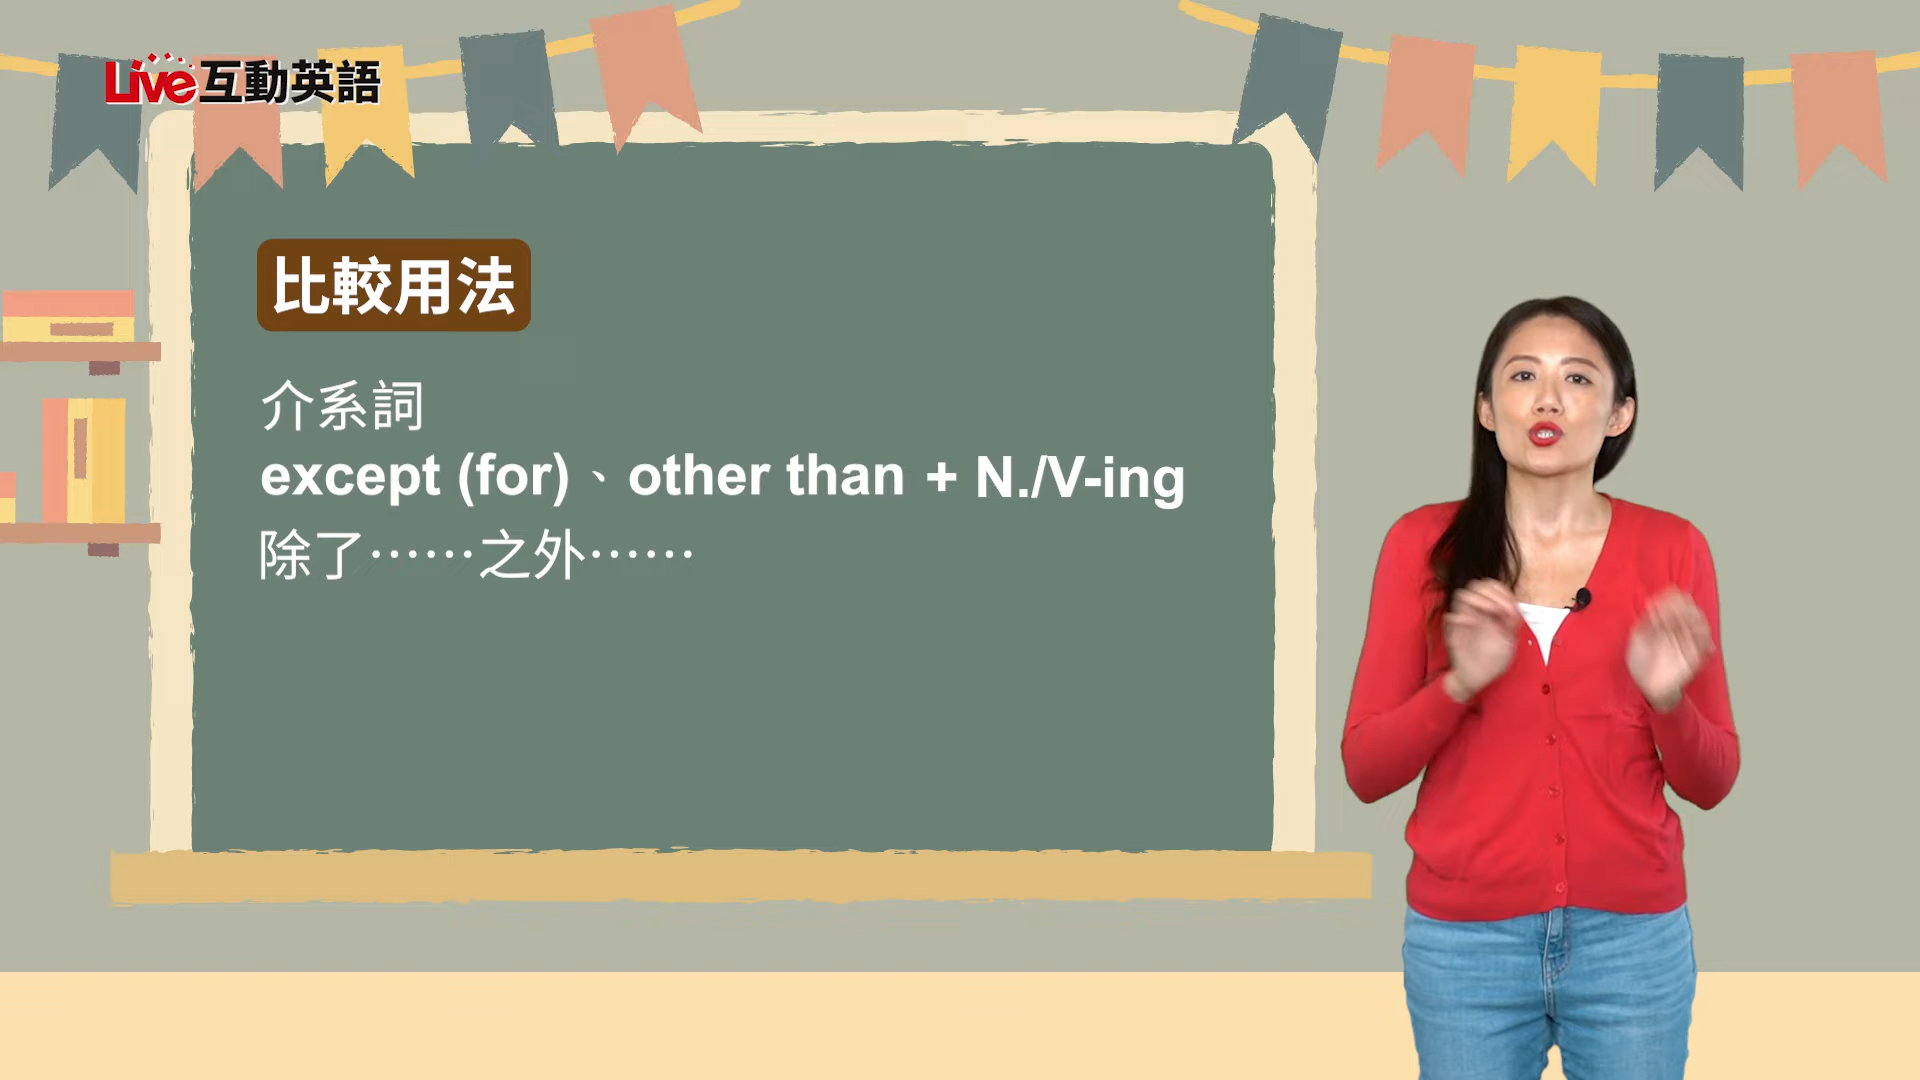 Live互動英語
比較用法
介系詞
except (for)、other than + N./V-ing
除了⋯⋯之外⋯⋯